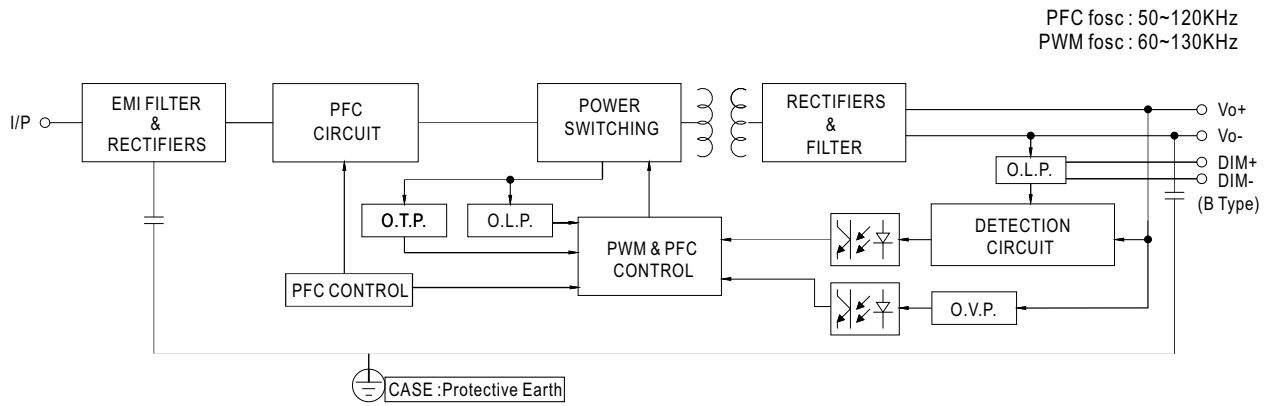 PFC fosc : 50~120KHz
PWM fosc : 60~130KHz
I/P
EMI FILTER
&
RECTIFIERS
PFC
CIRCUIT
POWER
SWITCHING
RECTIFIERS
&
FILTER
Vo+
Vo-
DIM+
DIM-
(B Type)
O.L.P.
O.T.P.
O.L.P.
DETECTION
CIRCUIT
PWM & PFC
CONTROL
PFC CONTROL
O.V.P.
CASE :Protective Earth